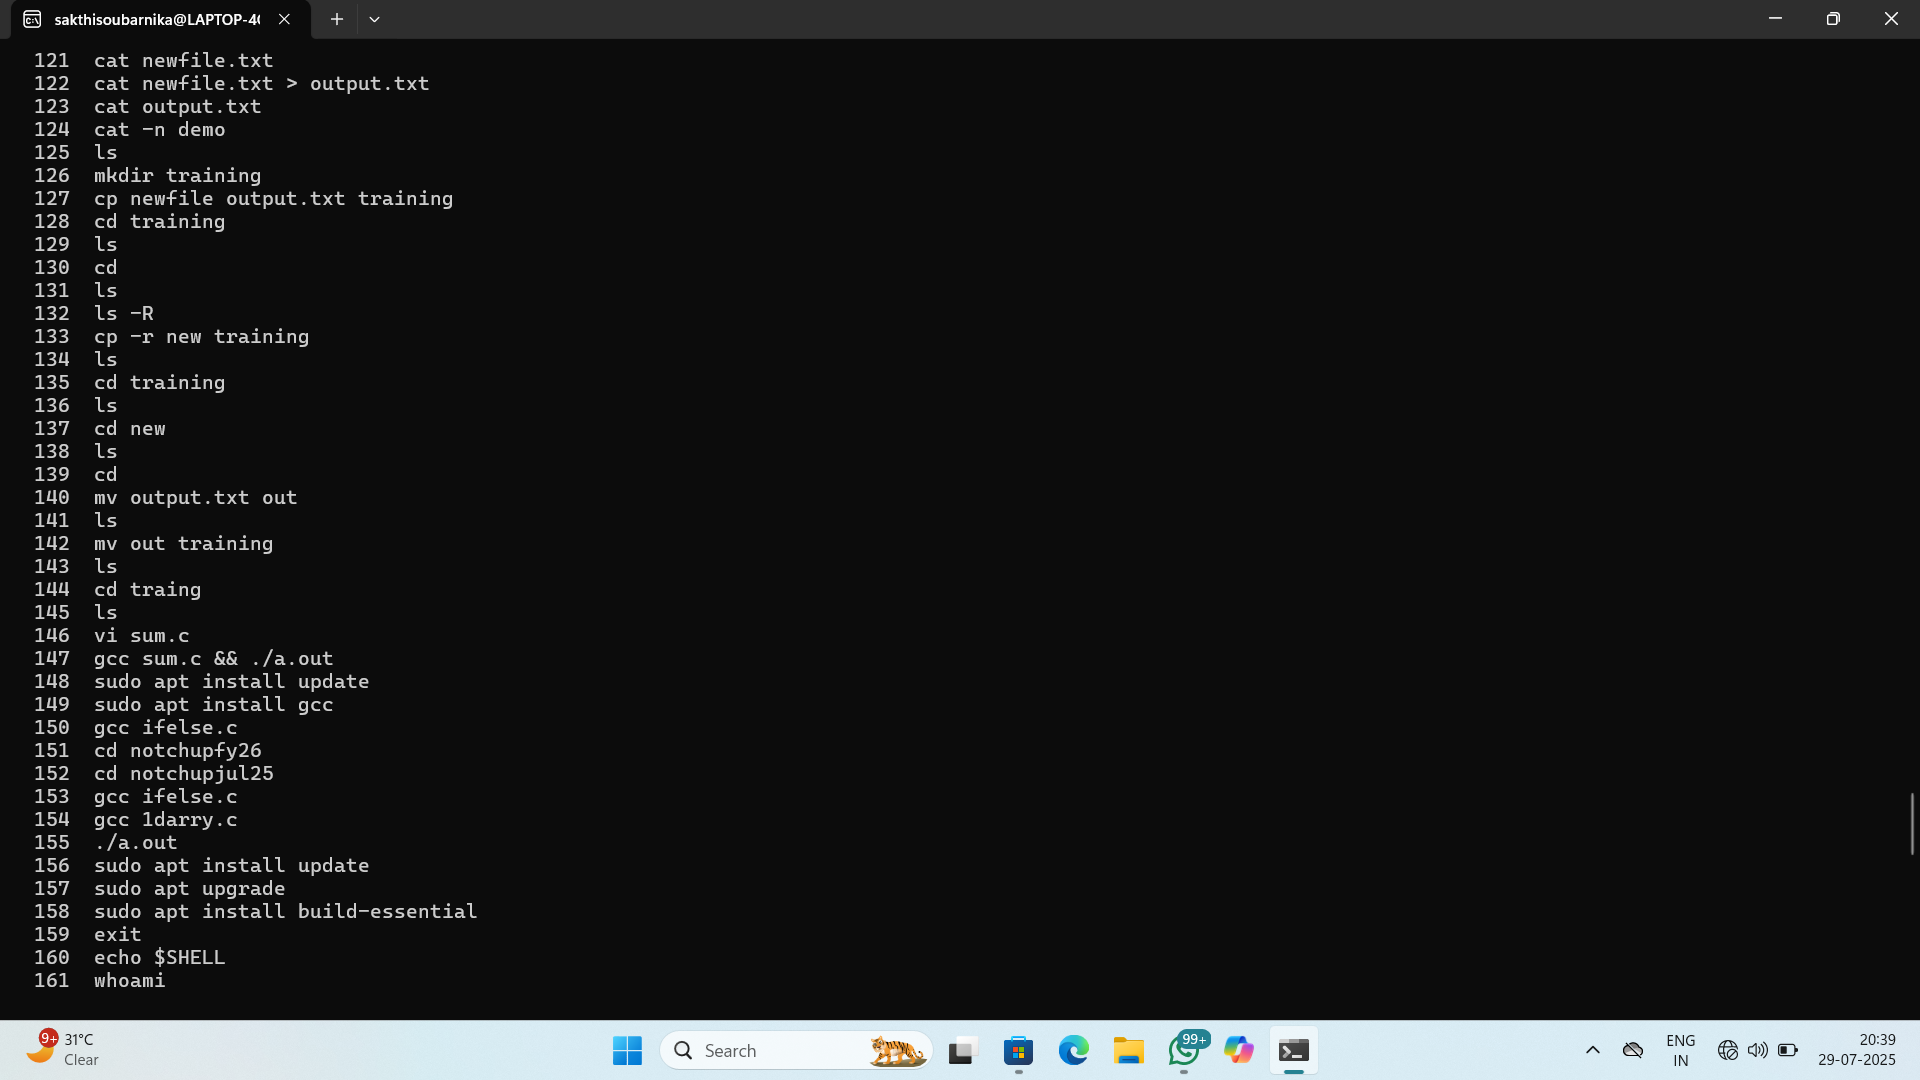 sakthisoubarnika@LAPTOP-4
121 cat newfile.txt
122 cat newfile.txt > output.txt
123 cat output.txt
124 cat -n demo
125 ls
126 mkdir training
127 cp newfile output.txt training
128 cd training
129 ls
130 cd
131 ls
132 ls -R
133 cp -r new training
134 ls
135 cd training
136 ls
137 cd new
138 ls
139 cd
140 mv output.txt out
141 ls
142 mv out training
143 ls
144 cd traing
145 ls
146 vi sum.c
147 gcc sum.c && ./a.out
148 sudo apt install update
149 sudo apt install gcc
150 gcc ifelse.c
151 cd notchupfy26
152 cd notchupjul25
153 gcc ifelse.c
154 gcc 1darry.c
155 ./a.out
156 sudo apt install update
157 sudo apt upgrade
158 sudo apt install build-essential
159 exit
160 echo $SHELL
161 whoami
9+
31°C
Clear
Search
99+
ENG
IN
20:39
29-07-2025